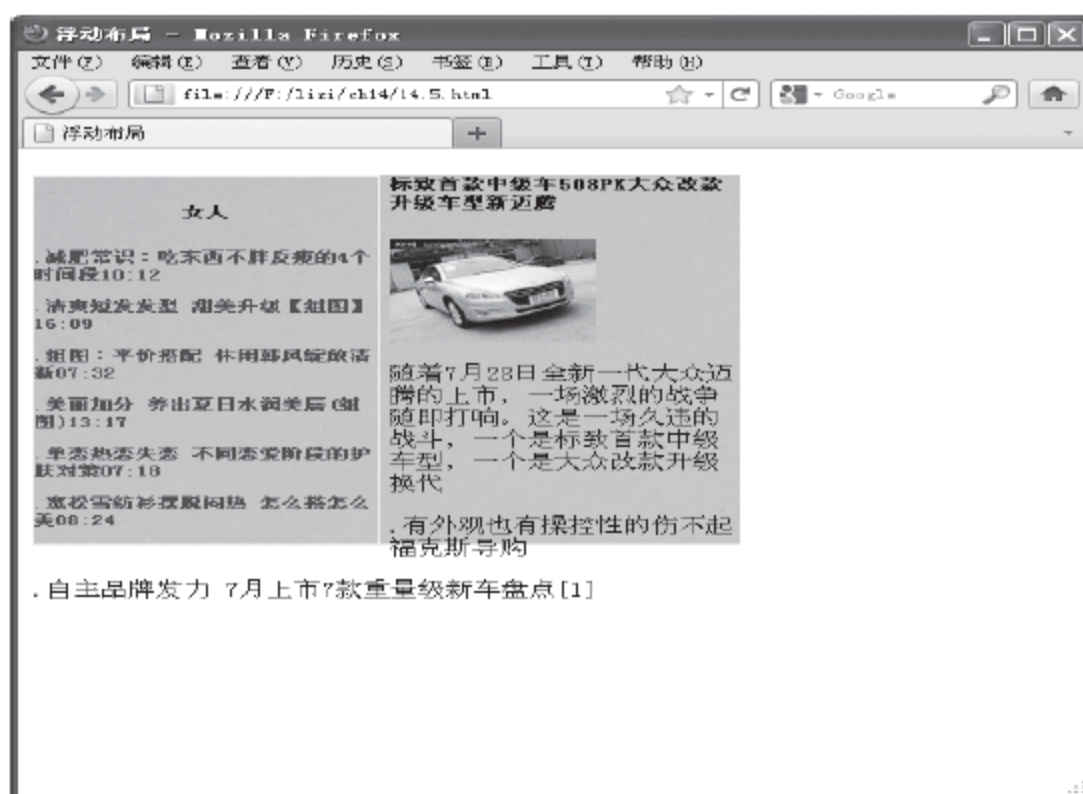 浮动布局 - Mozilla Firefox
文件(F) 编辑(E) 查看(V) 历史(S) 书签(B) 工具(T) 帮助(H)
file:///F:/lizi/ch14/14.5.html
Google
浮动布局
女人
.减肥常识：吃东西不胖反瘦的4个
时间段10:12
.清爽短发发型 甜美升级【组图】
16:09
.组图：平价搭配 休闲韩风绽放清
新07:32
.美丽加分 养出夏日水润美唇(组
图)13:17
.单恋热恋失恋 不同恋爱阶段的护
肤对策07:18
.宽松雪纺衫摆脱闷热 怎么搭怎么
美08:24
标致首款中级车508PK大众改款
升级车型新迈腾
随着7月28日全新一代大众迈
腾的上市，一场激烈的战争
随即打响。这是一场久违的
战斗，一个是标致首款中级
车型，一个是大众改款升级
换代
.有外观也有操控性的伤不起
福克斯导购
.自主品牌发力 7月上市7款重量级新车盘点[1]